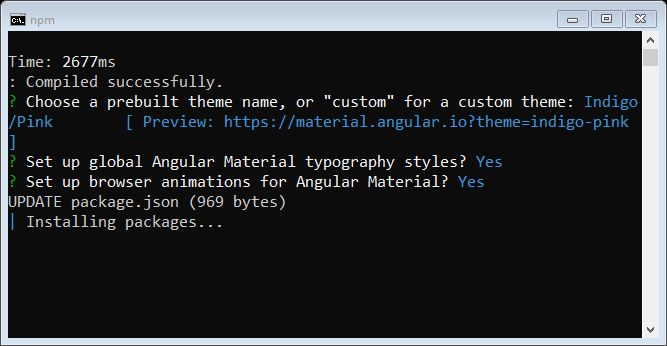 npm
Time: 2677ms
: Compiled successfully.
? Choose a prebuilt theme name, or "custom" for a custom theme: Indigo
/Pink        [ Preview: https://material.angular.io?theme=indigo-pink
]
? Set up global Angular Material typography styles? Yes
? Set up browser animations for Angular Material? Yes
UPDATE package.json (969 bytes)
| Installing packages...